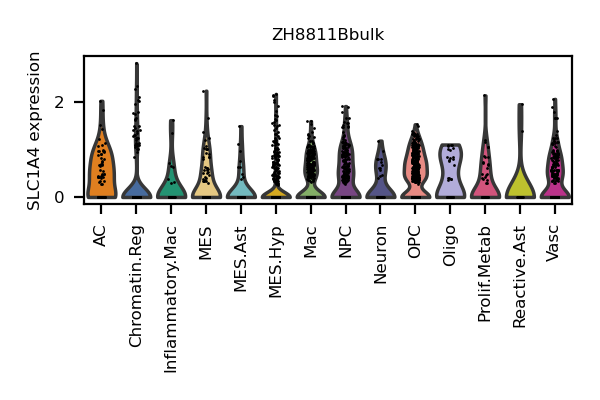 ZH8811Bbulk
SLC1A4 expression
2
0
AC
Chromatin.Reg
Inflammatory.Mac
MES
MES.Ast
MES.Hyp
Mac
NPC
Neuron
OPC
Oligo
Prolif.Metab
Reactive.Ast
Vasc